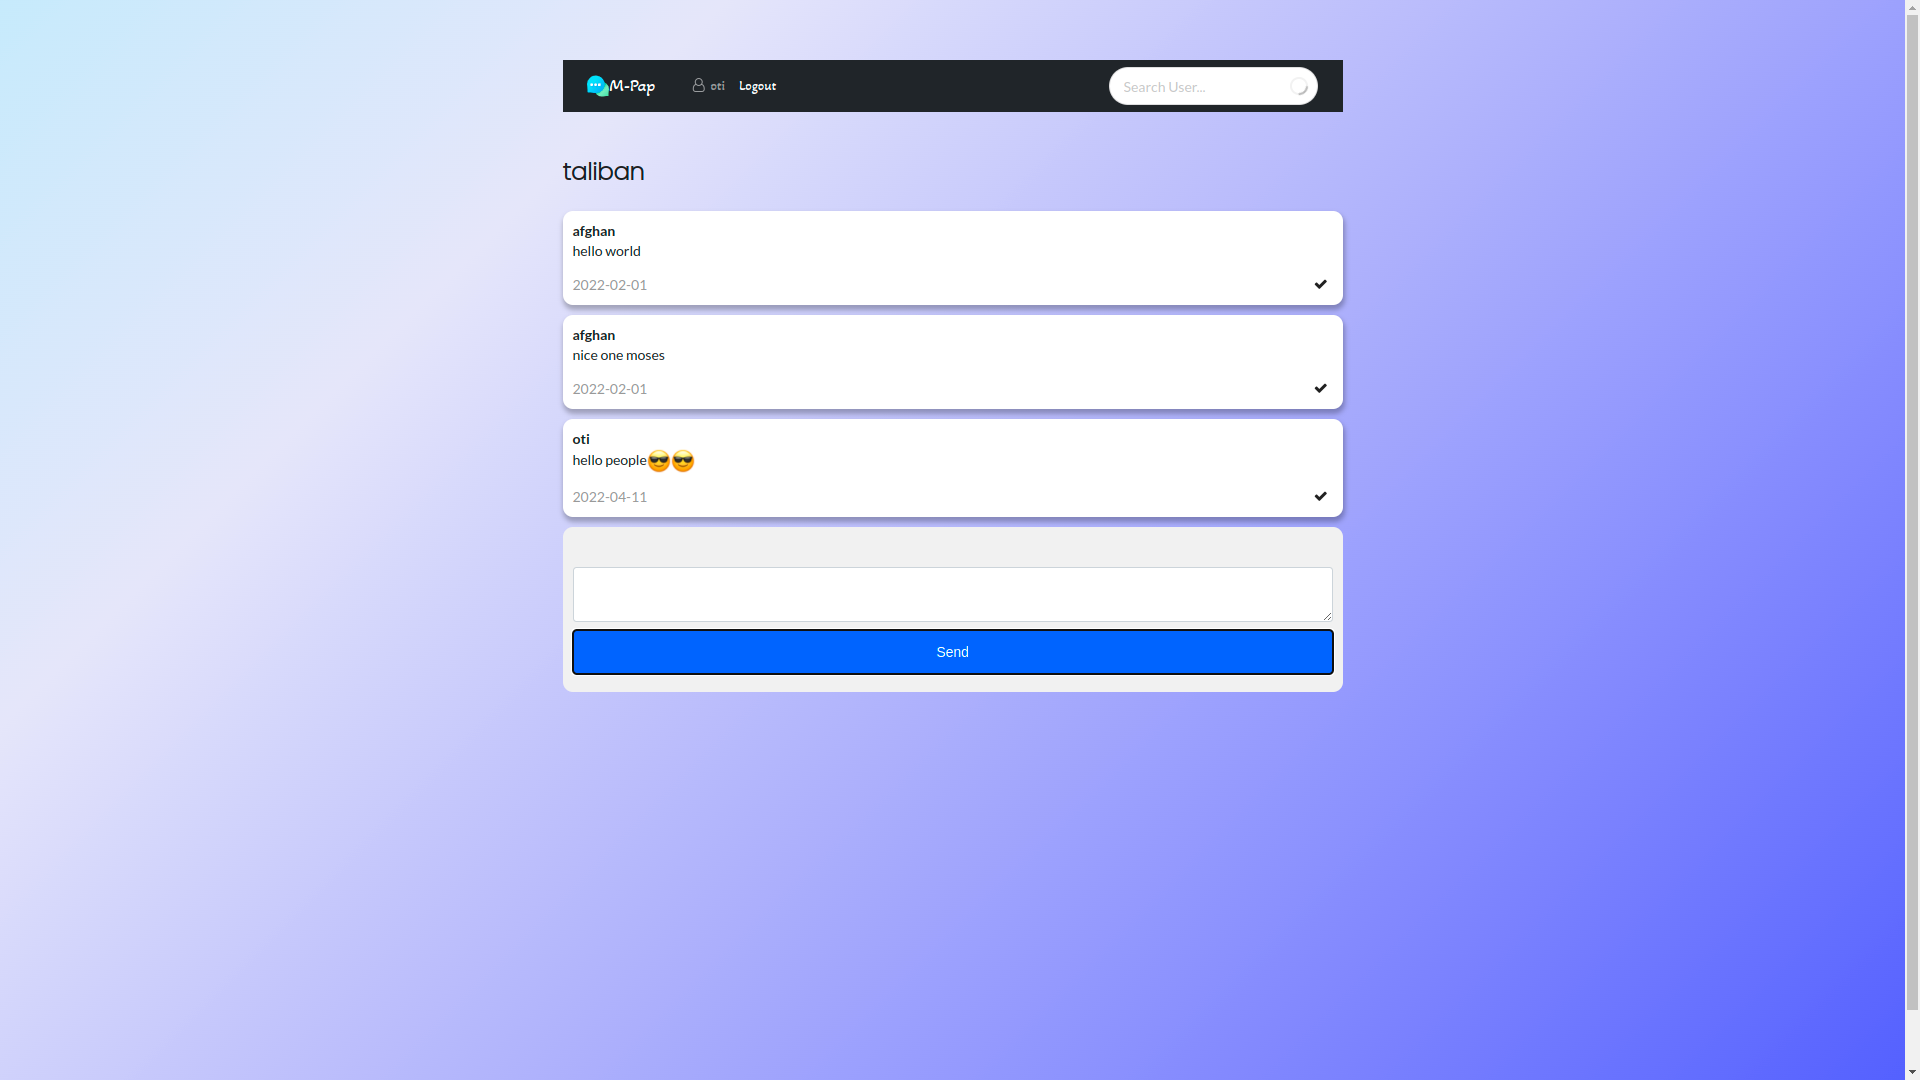 M-Pap oti Logout Search User...
taliban
afghan
hello world
2022-02-01
afghan
nice one moses
2022-02-01
oti
hello people😎😎
2022-04-11
Send